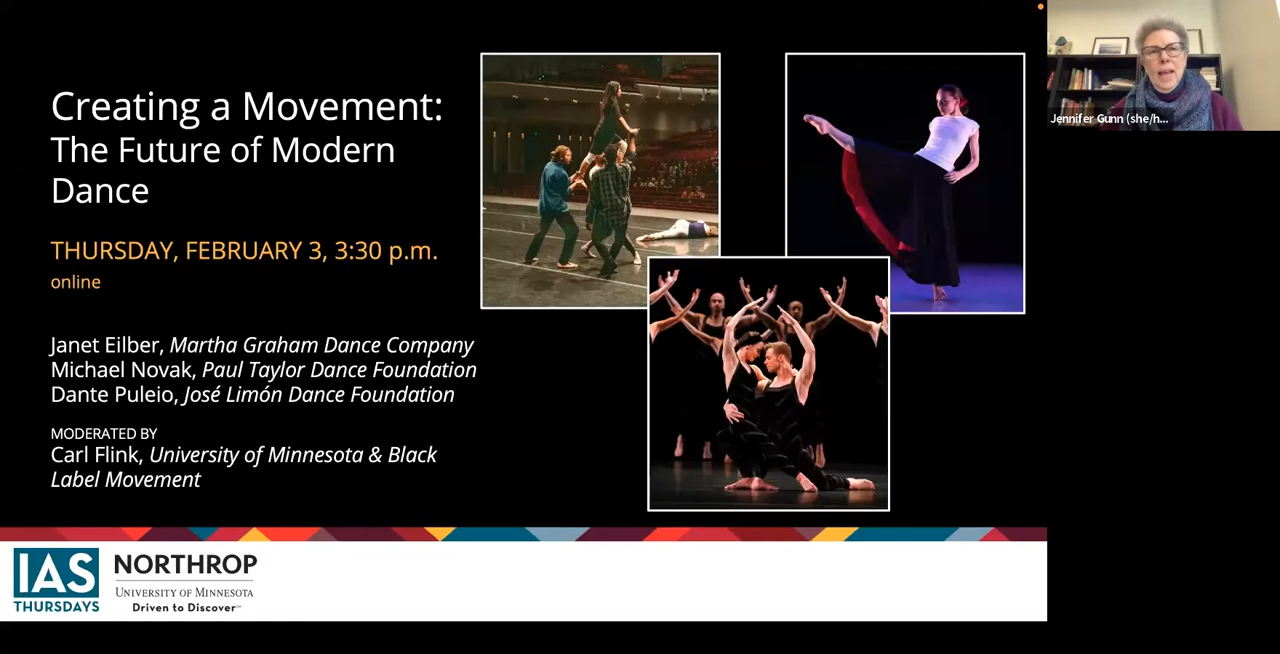 Creating a Movement:
The Future of Modern
Dance
THURSDAY, FEBRUARY 3, 3:30 p.m.
online
Janet Eilber, Martha Graham Dance Company
Michael Novak, Paul Taylor Dance Foundation
Dante Puleio, José Limón Dance Foundation
MODERATED BY
Carl Flink, University of Minnesota & Black
Label Movement
IAS
THURSDAYS
NORTHROP
UNIVERSITY OF MINNESOTA
Driven to Discover
Jennifer Gunn (she/h...